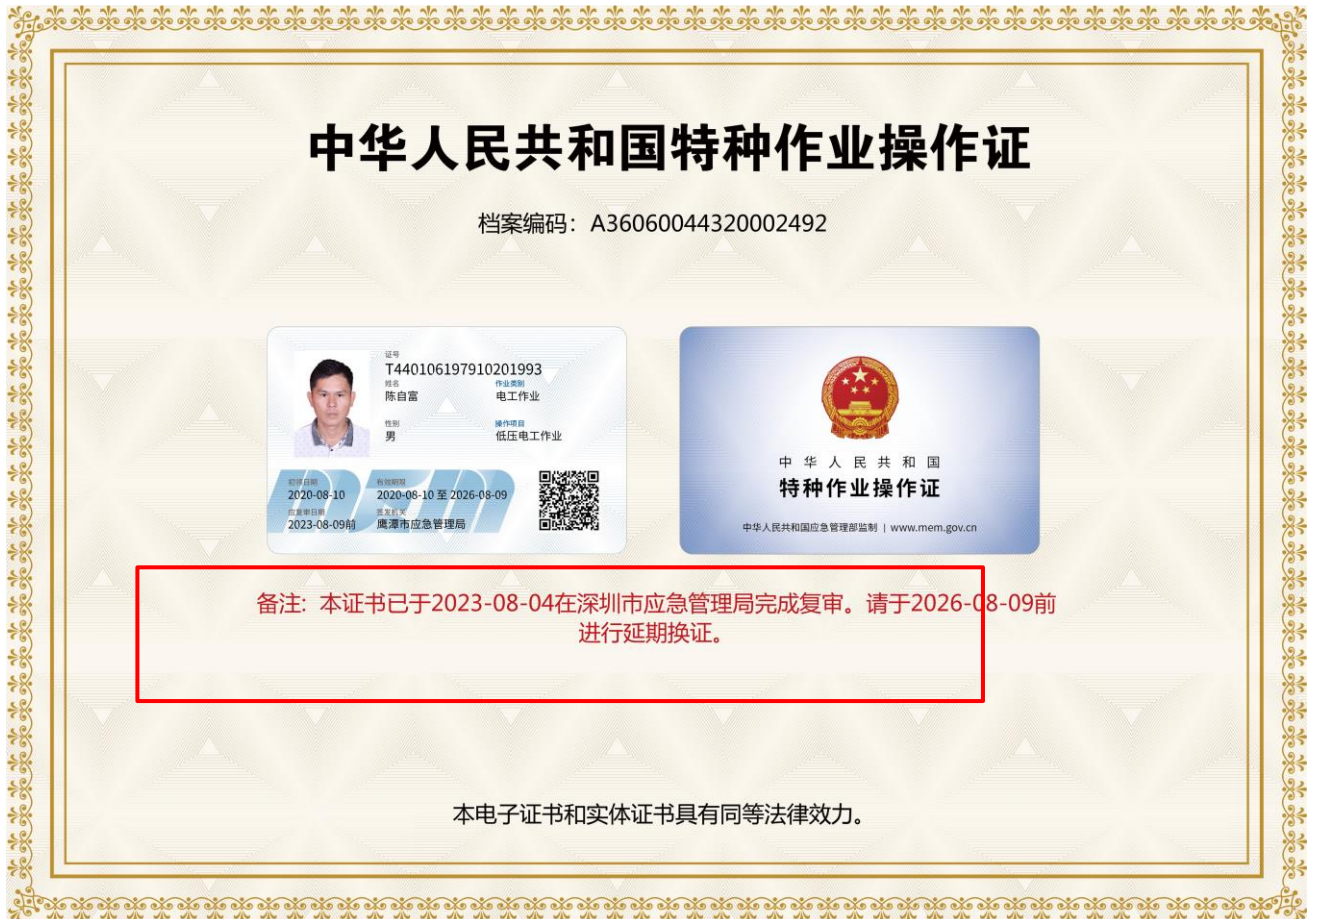 中华人民共和国特种作业操作证
档案编码：A36060044320002492
证号
T440106197910201993
姓名 作业类别
陈自富 电工作业
性别 操作项目
男 低压电工作业
初领日期 有效期限
2020-08-10 2020-08-10 至 2026-08-09
应复审日期 签发机关
2023-08-09前 鹰潭市应急管理局
中华人民共和国
特种作业操作证
中华人民共和国应急管理部监制 | www.mem.gov.cn
备注: 本证书已于2023-08-04在深圳市应急管理局完成复审。请于2026-08-09前
进行延期换证。
本电子证书和实体证书具有同等法律效力。